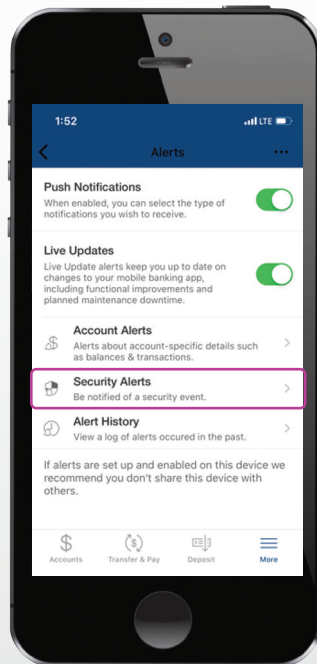 1:52
LTE
Alerts
Push Notifications
When enabled, you can select the type of
notifications you wish to receive.
Live Updates
Live Update alerts keep you up to date on
changes to your mobile banking app,
including functional improvements and
planned maintenance downtime.
Account Alerts
Alerts about account-specific details such
as balances & transactions.
Security Alerts
Be notified of a security event.
Alert History
View a log of alerts occured in the past.
If alerts are set up and enabled on this device we
recommend you don't share this device with
others.
Accounts
Transfer & Pay
Deposit
More